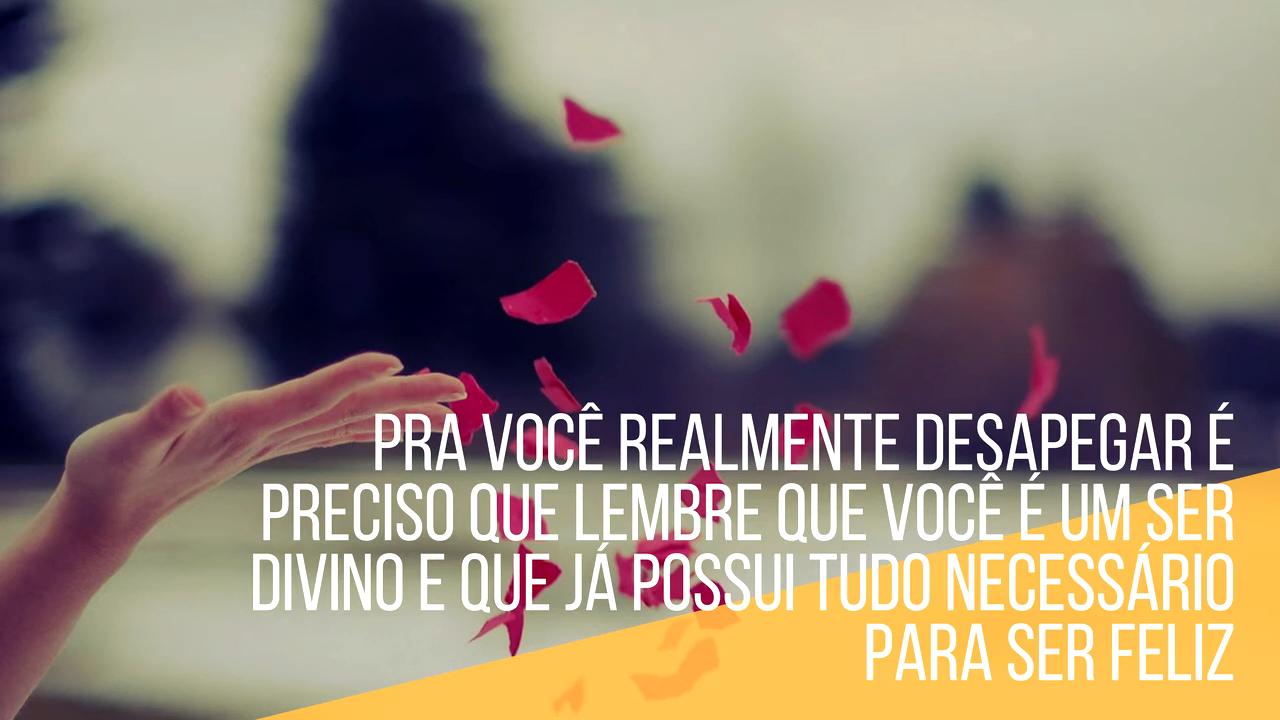 PRA VOCÊ REALMENTE DESAPEGAR É
PRECISO QUE LEMBRE QUE VOCÊ É UM SER
DIVINO E QUE JÁ POSSUI TUDO NECESSÁRIO
PARA SER FELIZ